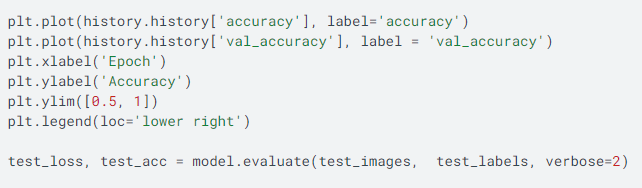 plt.plot(history.history['accuracy'], label='accuracy')
plt.plot(history.history['val_accuracy'], label = 'val_accuracy')
plt.xlabel('Epoch')
plt.ylabel('Accuracy')
plt.ylim([0.5, 1])
plt.legend(loc='lower right')
test_loss, test_acc = model.evaluate(test_images,  test_labels, verbose=2)